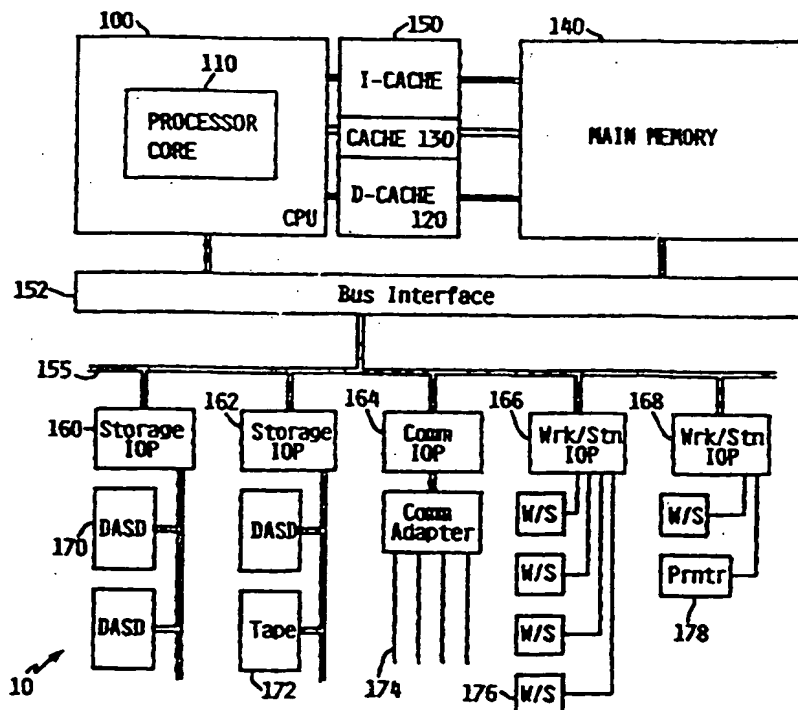 100
150
140
110
I-CACHE
PROCESSOR
CORE
CACHE 130
MAIN MEMORY
D-CACHE
120
CPU
152
Bus Interface
155
160
Storage
IOP
162
Storage
IOP
164
Comm
IOP
166
Wrk/Stn
IOP
168
Wrk/Stn
IOP
170
DASD
DASD
Comm
Adapter
W/S
W/S
W/S
Prntr
178
DASD
Tape
W/S
10
172
174
176
W/S